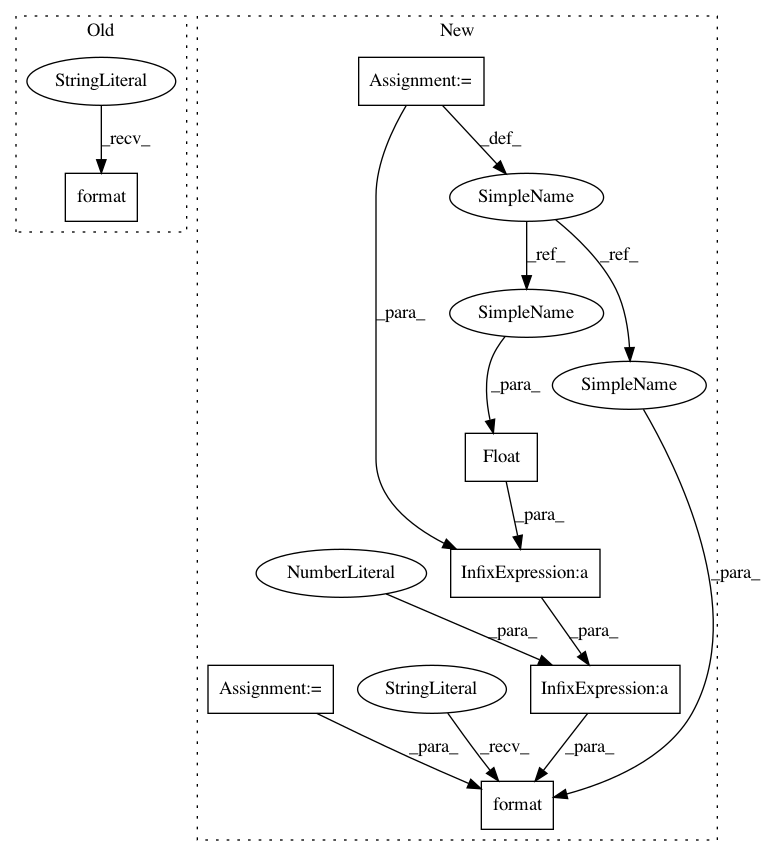 Old
New
StringLiteral
Assignment:=
_recv_
_def_
format
SimpleName
_ref_
_ref_
_para_
SimpleName
SimpleName
_para_
Float
_para_
NumberLiteral
InfixExpression:a
_para_
_para_
_para_
Assignment:=
StringLiteral
InfixExpression:a
_para_
_recv_
_para_
format